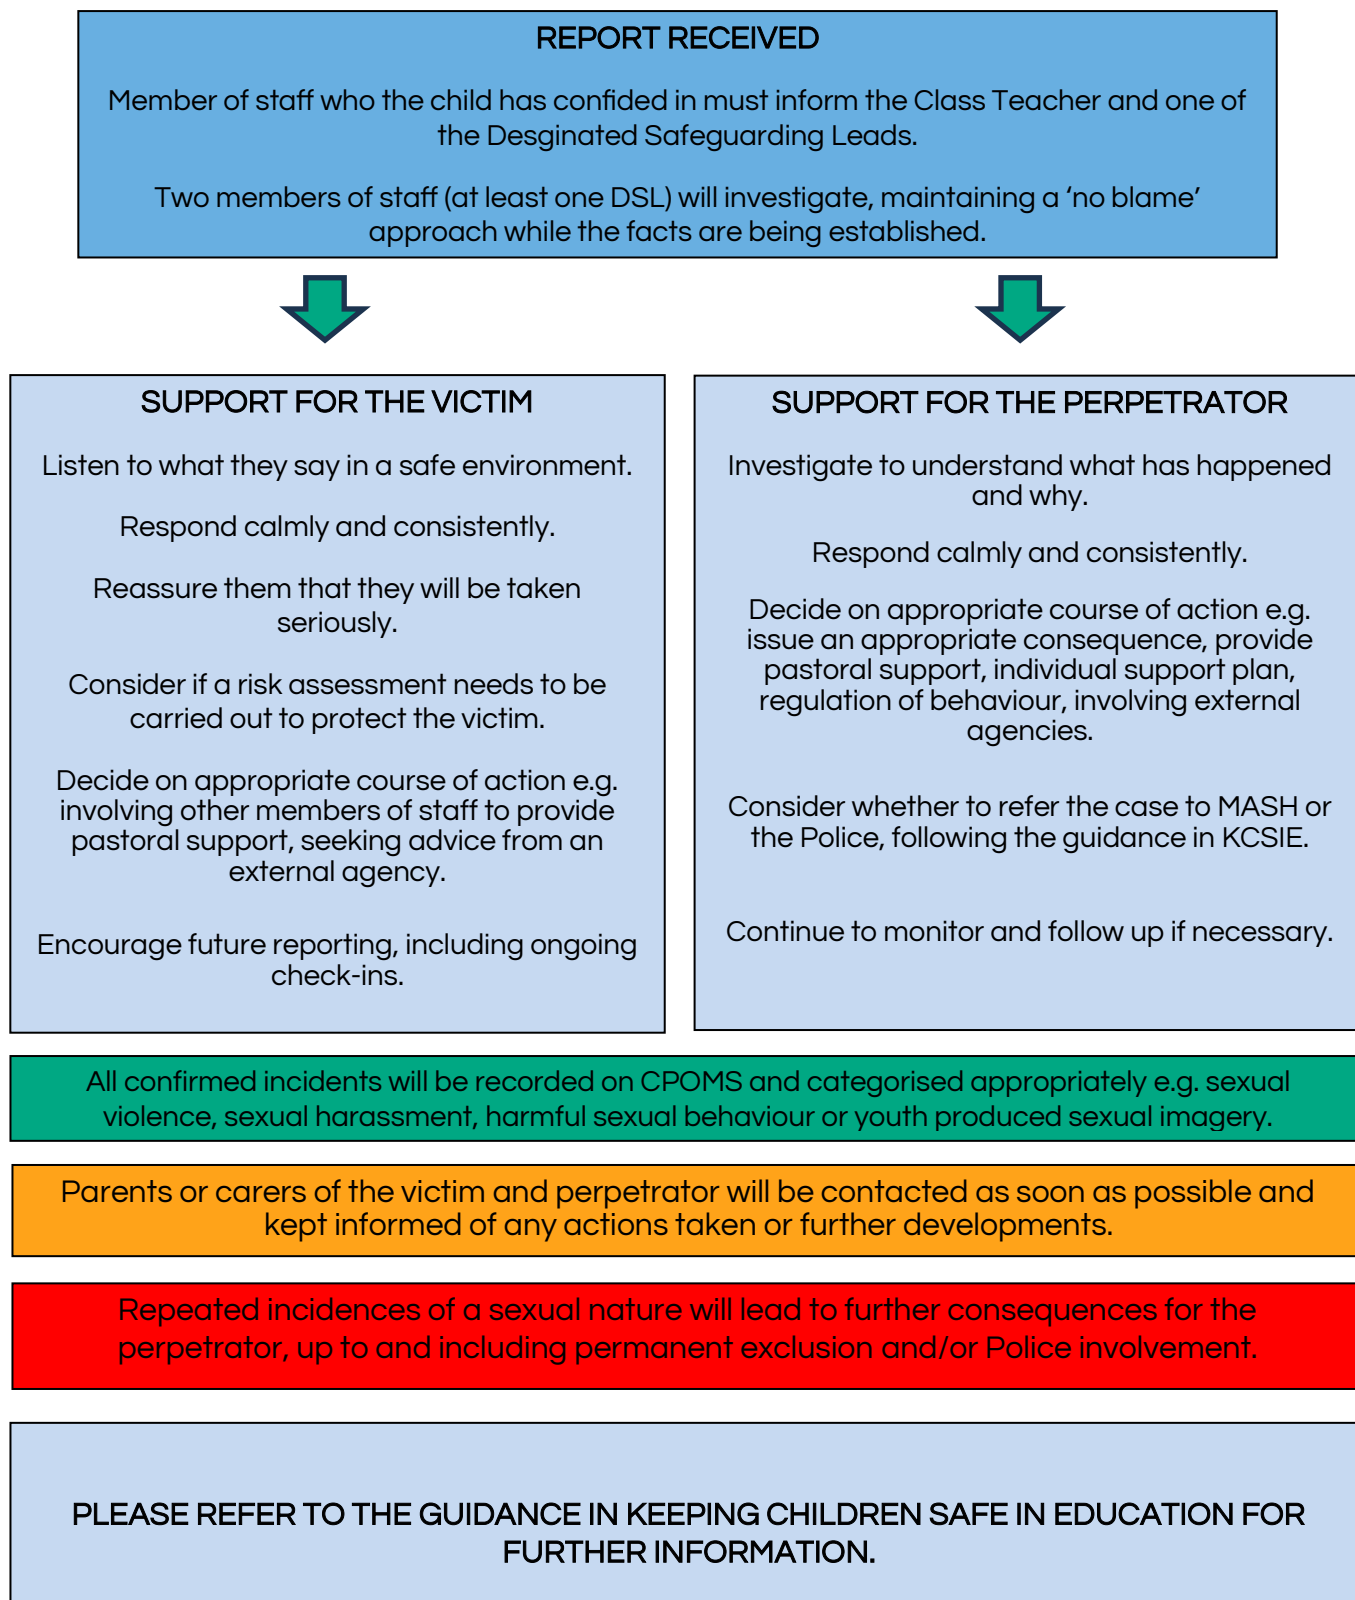 REPORT RECEIVED
Member of staff who the child has confided in must inform the Class Teacher and one of
the Desginated Safeguarding Leads.
Two members of staff (at least one DSL) will investigate, maintaining a ‘no blame’
approach while the facts are being established.
SUPPORT FOR THE VICTIM
Listen to what they say in a safe environment.
Respond calmly and consistently.
Reassure them that they will be taken
seriously.
Consider if a risk assessment needs to be
carried out to protect the victim.
Decide on appropriate course of action e.g.
involving other members of staff to provide
pastoral support, seeking advice from an
external agency.
Encourage future reporting, including ongoing
check-ins.
SUPPORT FOR THE PERPETRATOR
Investigate to understand what has happened
and why.
Respond calmly and consistently.
Decide on appropriate course of action e.g.
issue an appropriate consequence, provide
pastoral support, individual support plan,
regulation of behaviour, involving external
agencies.
Consider whether to refer the case to MASH or
the Police, following the guidance in KCSIE.
Continue to monitor and follow up if necessary.
All confirmed incidents will be recorded on CPOMS and categorised appropriately e.g. sexual
violence, sexual harassment, harmful sexual behaviour or youth produced sexual imagery.
Parents or carers of the victim and perpetrator will be contacted as soon as possible and
kept informed of any actions taken or further developments.
Repeated incidences of a sexual nature will lead to further consequences for the
perpetrator, up to and including permanent exclusion and/or Police involvement.
PLEASE REFER TO THE GUIDANCE IN KEEPING CHILDREN SAFE IN EDUCATION FOR
FURTHER INFORMATION.